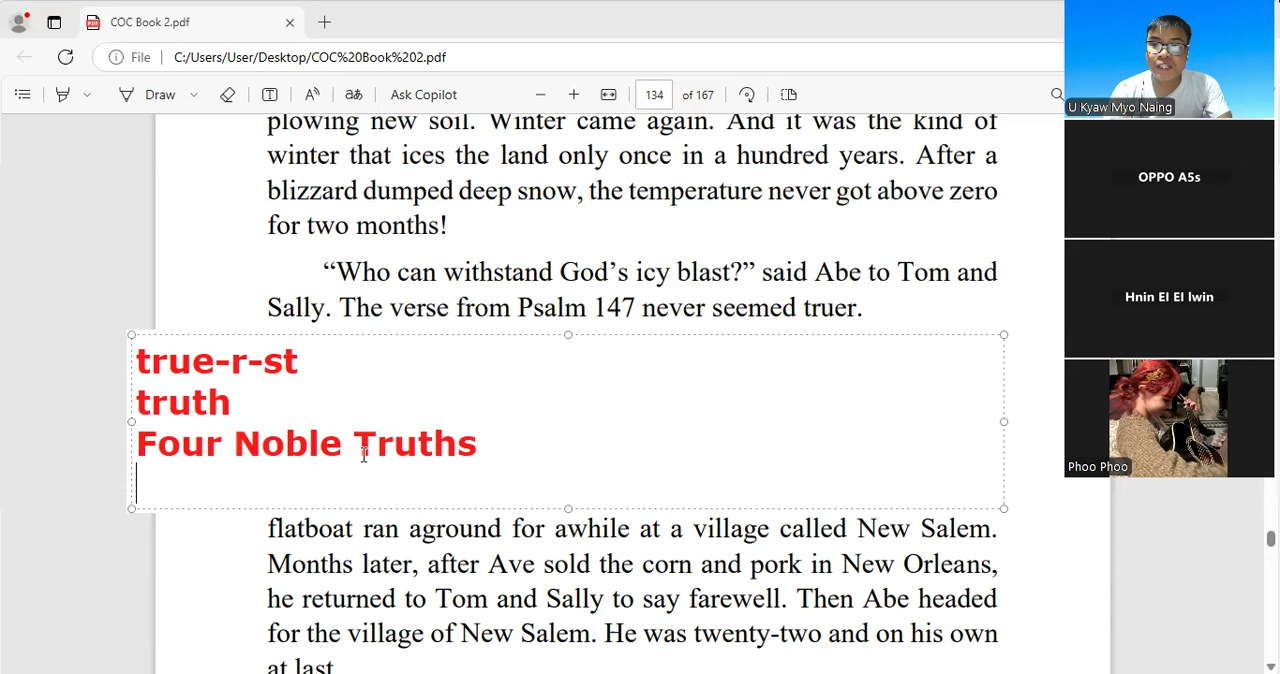 COC Book 2.pdf
File C:/Users/User/Desktop/COC%20Book%202.pdf
Draw Ask Copilot 134 of 167
plowing new soil. Winter came again. And it was the kind of
winter that ices the land only once in a hundred years. After a
blizzard dumped deep snow, the temperature never got above zero
for two months!
“Who can withstand God’s icy blast?” said Abe to Tom and
Sally. The verse from Psalm 147 never seemed truer.
true-r-st
truth
Four Noble Truths
flatboat ran aground for awhile at a village called New Salem.
Months later, after Ave sold the corn and pork in New Orleans,
he returned to Tom and Sally to say farewell. Then Abe headed
for the village of New Salem. He was twenty-two and on his own
at last
U Kyaw Myo Naing
OPPO A5s
Hnin EI EI lwin
Phoo Phoo